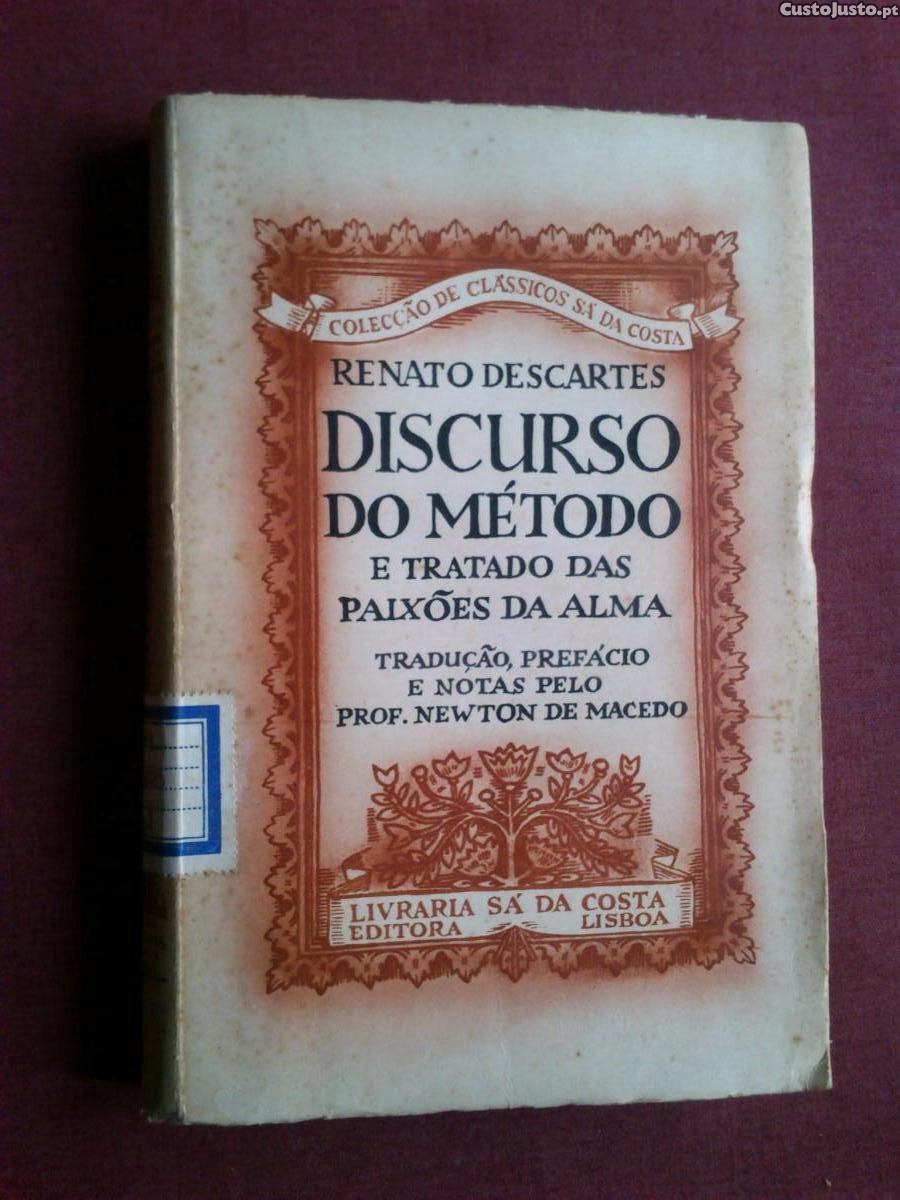 CustoJusto.pt
COLECÇÃO DE CLÁSSICOS SÁ DA COSTA
RENATO DESCARTES
DISCURSO
DO MÉTODO
E TRATADO DAS
PAIXÕES DA ALMA
TRADUÇÃO, PREFÁCIO
E NOTAS PELO
PROF. NEWTON DE MACEDO
LIVRARIA SÁ DA COSTA
EDITORA LISBOA